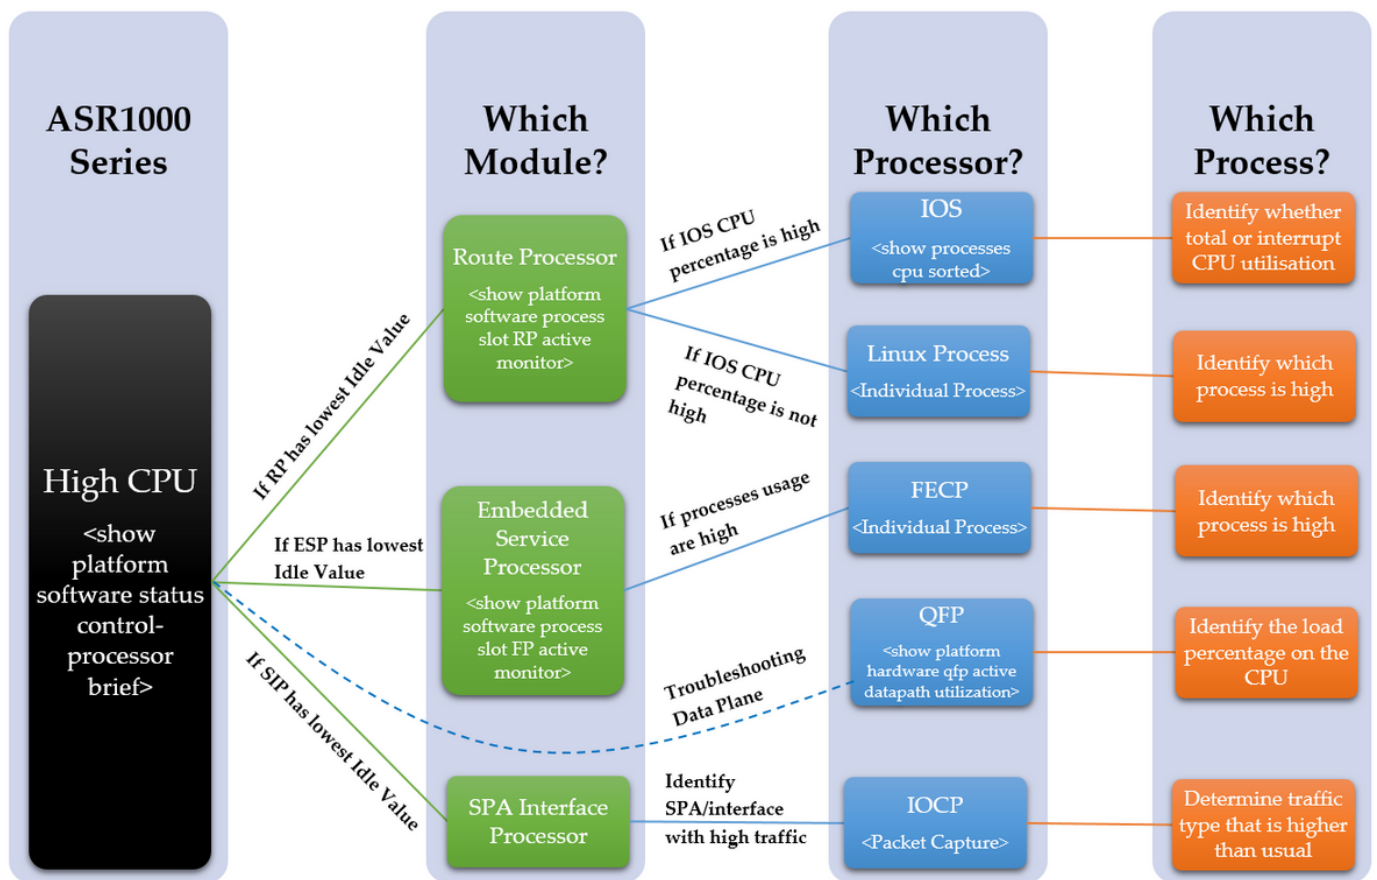 ASR1000
Series
High CPU
<show
platform
software status
control-
processor
brief>
If RP has lowest Idle Value
If ESP has lowest
Idle Value
If SIP has lowest Idle Value
Which
Module?
Route Processor
<show platform
software process
slot RP active
monitor>
Embedded
Service
Processor
<show platform
software process
slot FP active
monitor>
SPA Interface
Processor
If IOS CPU
percentage is high
If IOS CPU
percentage is not
high
If processes usage
are high
Troubleshooting
Data Plane
Identify
SPA/interface
with high traffic
Which
Processor?
IOS
<show processes
cpu sorted>
Linux Process
<Individual Process>
FECP
<Individual Process>
QFP
<show platform
hardware qfp active
datapath utilization>
IOCP
<Packet Capture>
Which
Process?
Identify whether
total or interrupt
CPU utilisation
Identify which
process is high
Identify which
process is high
Identify the load
percentage on the
CPU
Determine traffic
type that is higher
than usual